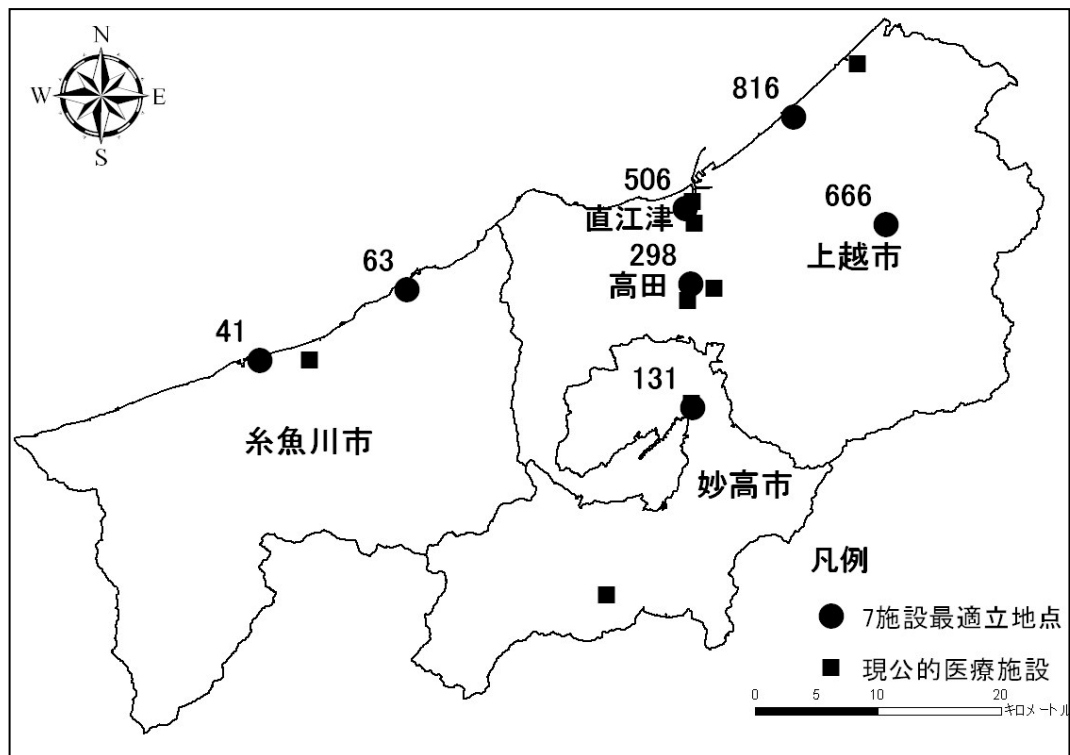 N
W E
S
816
506
直江津
666
上越市
298
高田
63
41
131
糸魚川市
妙高市
凡例
7施設最適立地点
現公的医療施設
0 5 10 20
キロメートル